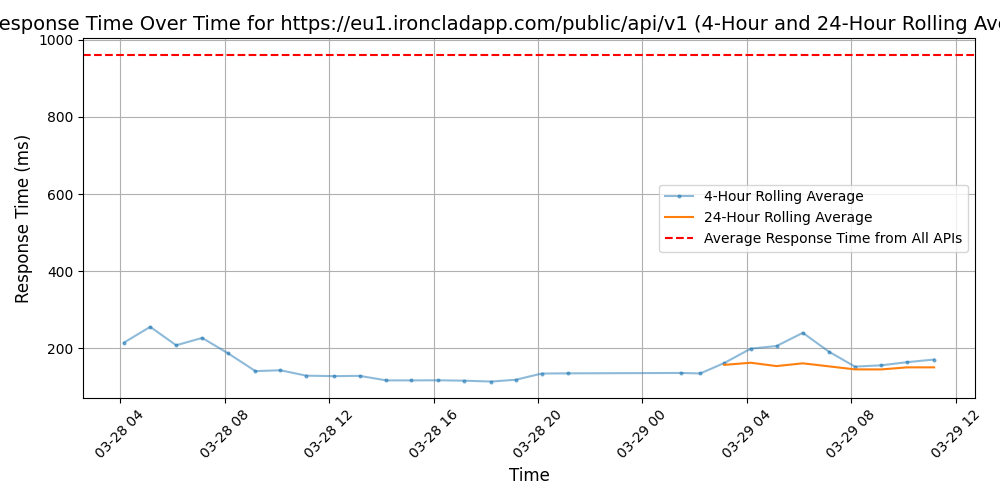 esponse Time Over Time for https://eu1.ironcladapp.com/public/api/v1 (4-Hour and 24-Hour Rolling Ave
1000
800
600
400
200
Response Time (ms)
4-Hour Rolling Average
24-Hour Rolling Average
Average Response Time from All APIs
03-28 04
03-28 08
03-28 12
03-28 16
03-28 20
03-29 00
03-29 04
03-29 08
03-29 12
Time